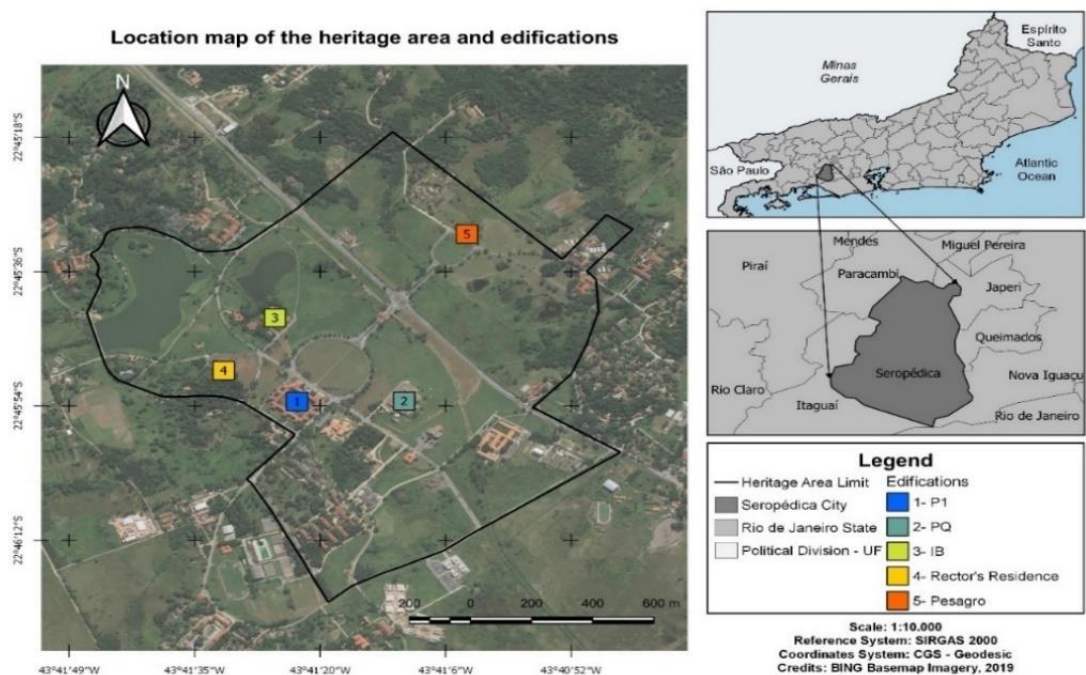 Location map of the heritage area and edifications
N
22°45'18"S
22°45'36"S
22°45'54"S
22°46'12"S
43°41'49"W
43°41'35"W
43°41'20"W
43°41'6"W
43°40'52"W
1
2
3
4
5
200 0 200 400 600 m
Espírito
Santo
Minas
Gerais
São Paulo
Atlantic
Ocean
Mendes
Miguel Pereira
Piraí
Paracambi
Japeri
Queimados
Seropédica
Nova Iguaçu
Rio Claro
Itaguaí
Rio de Janeiro
Legend
Heritage Area Limit
Seropédica City
Rio de Janeiro State
Political Division - UF
Edifications
1- P1
2- PQ
3- IB
4- Rector's Residence
5- Pesagro
Scale: 1:10.000
Reference System: SIRGAS 2000
Coordinates System: CGS - Geodesic
Credits: BING Basemap Imagery, 2019